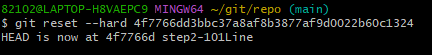 82102@LAPTOP-H8VAEPC9 MINGW64 ~/git/repo (main)
$ git reset --hard 4f7766dd3bbc37a8af8b3877af9d0022b60c1324
HEAD is now at 4f7766d step2-101Line